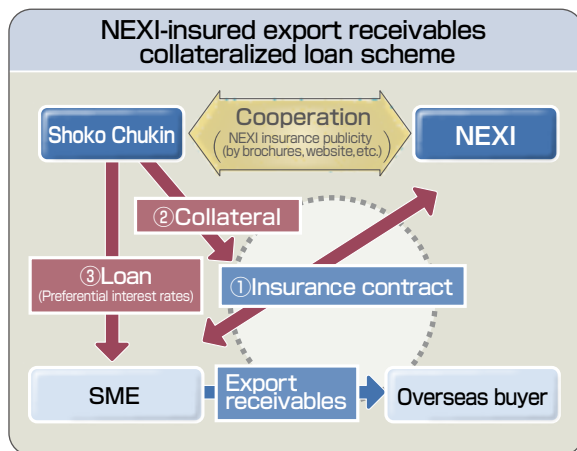 NEXI-insured export receivables
collateralized loan scheme
Shoko Chukin
Cooperation
(NEXI insurance publicity
(by brochures, website, etc.))
NEXI
②Collateral
③Loan
(Preferential interest rates)
①Insurance contract
SME
Export
receivables
Overseas buyer